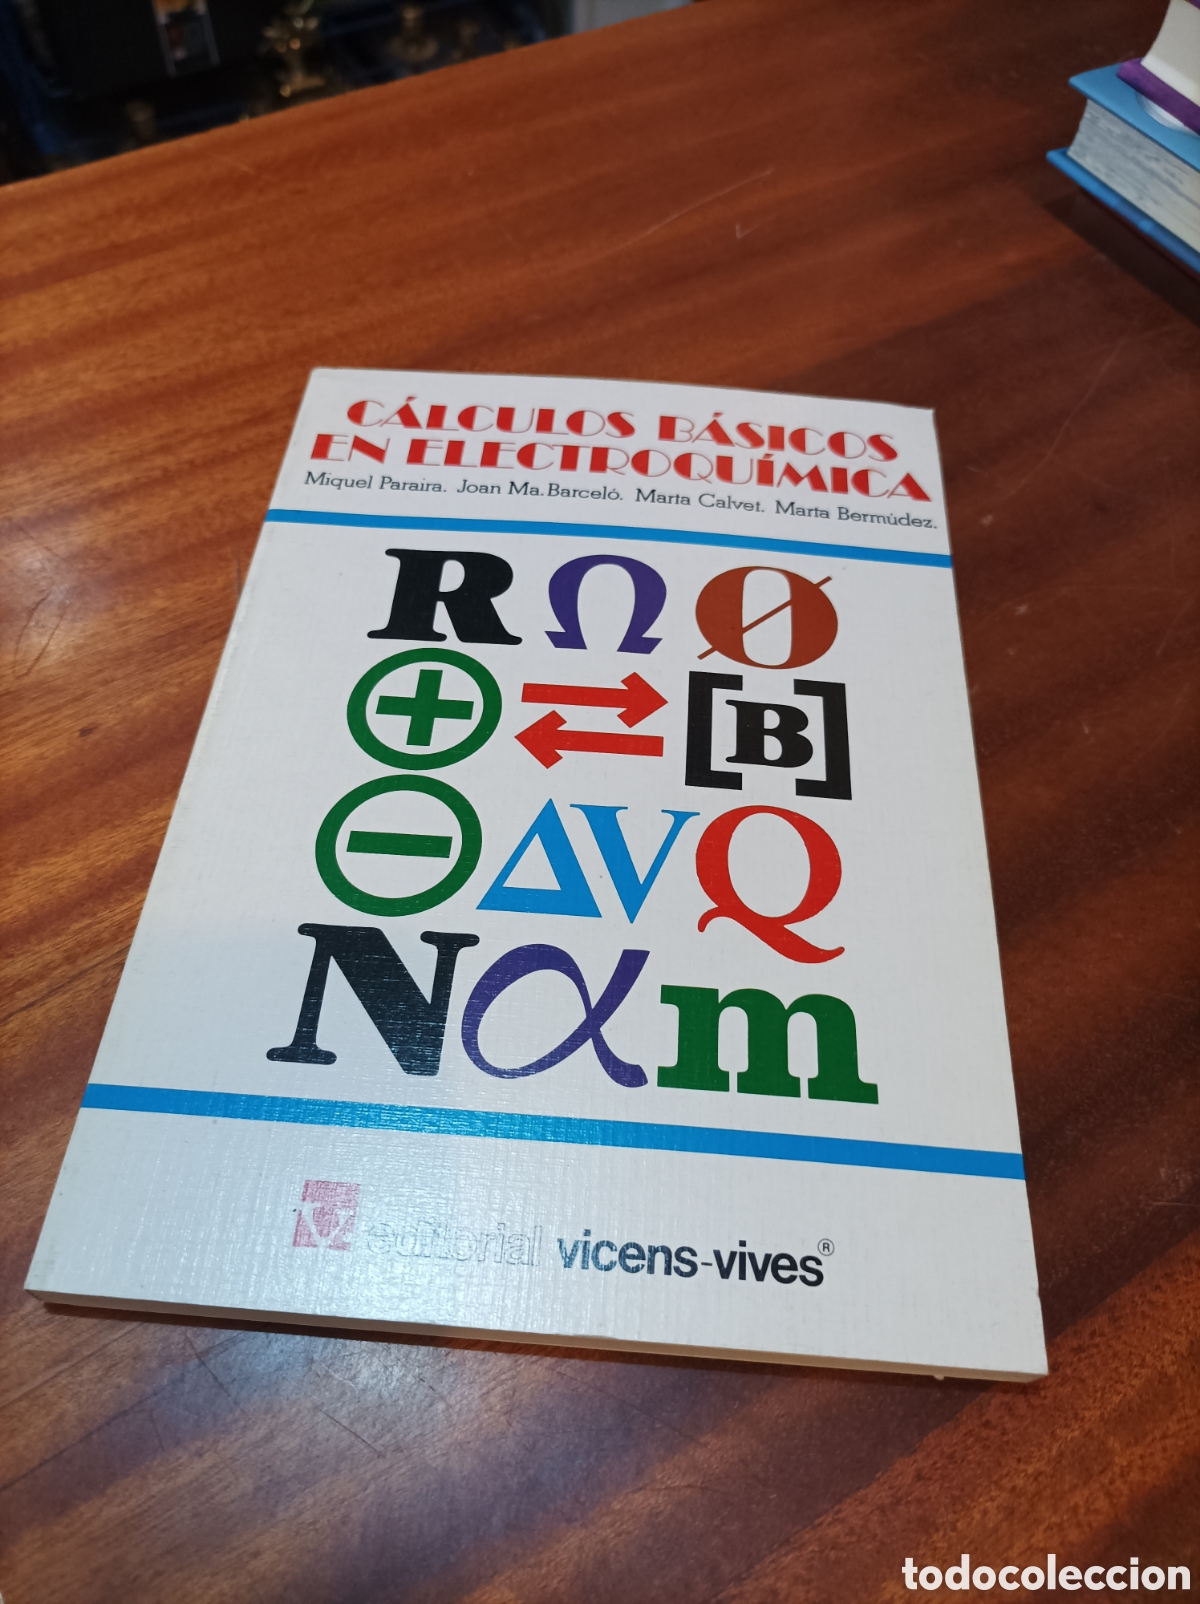 CÁLCULOS BÁSICOS
EN ELECTROQUÍMICA
Miquel Paraira. Joan Ma. Barceló. Marta Calvet. Marta Bermúdez.
R Ω Ø
+ ⇄ [B]
− ΔV Q
N α m
editorial vicens-vives®
todocoleccion